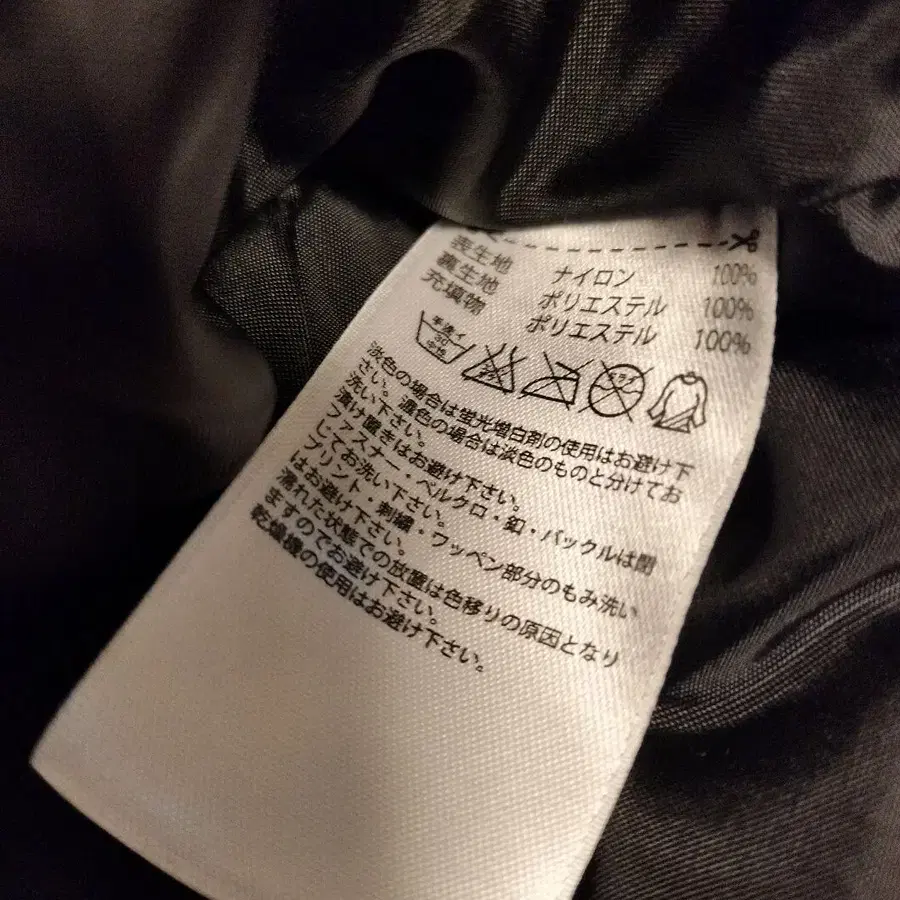 表生地 ナイロン 100%
裏生地 ポリエステル 100%
充填物 ポリエステル 100%
手洗イ
30
中性
淡色の場合は蛍光増白剤の使用はお避け下
さい。濃色の場合は淡色のものと分けてお
洗い下さい。
漬け置きはお避け下さい。
ファスナー・ベルクロ・釦・バックルは閉
じてお洗い下さい。
プリント・刺繍・ワッペン部分のもみ洗い
はお避け下さい。
濡れた状態での放置は色移りの原因となり
ますのでお避け下さい。
乾燥機の使用はお避け下さい。